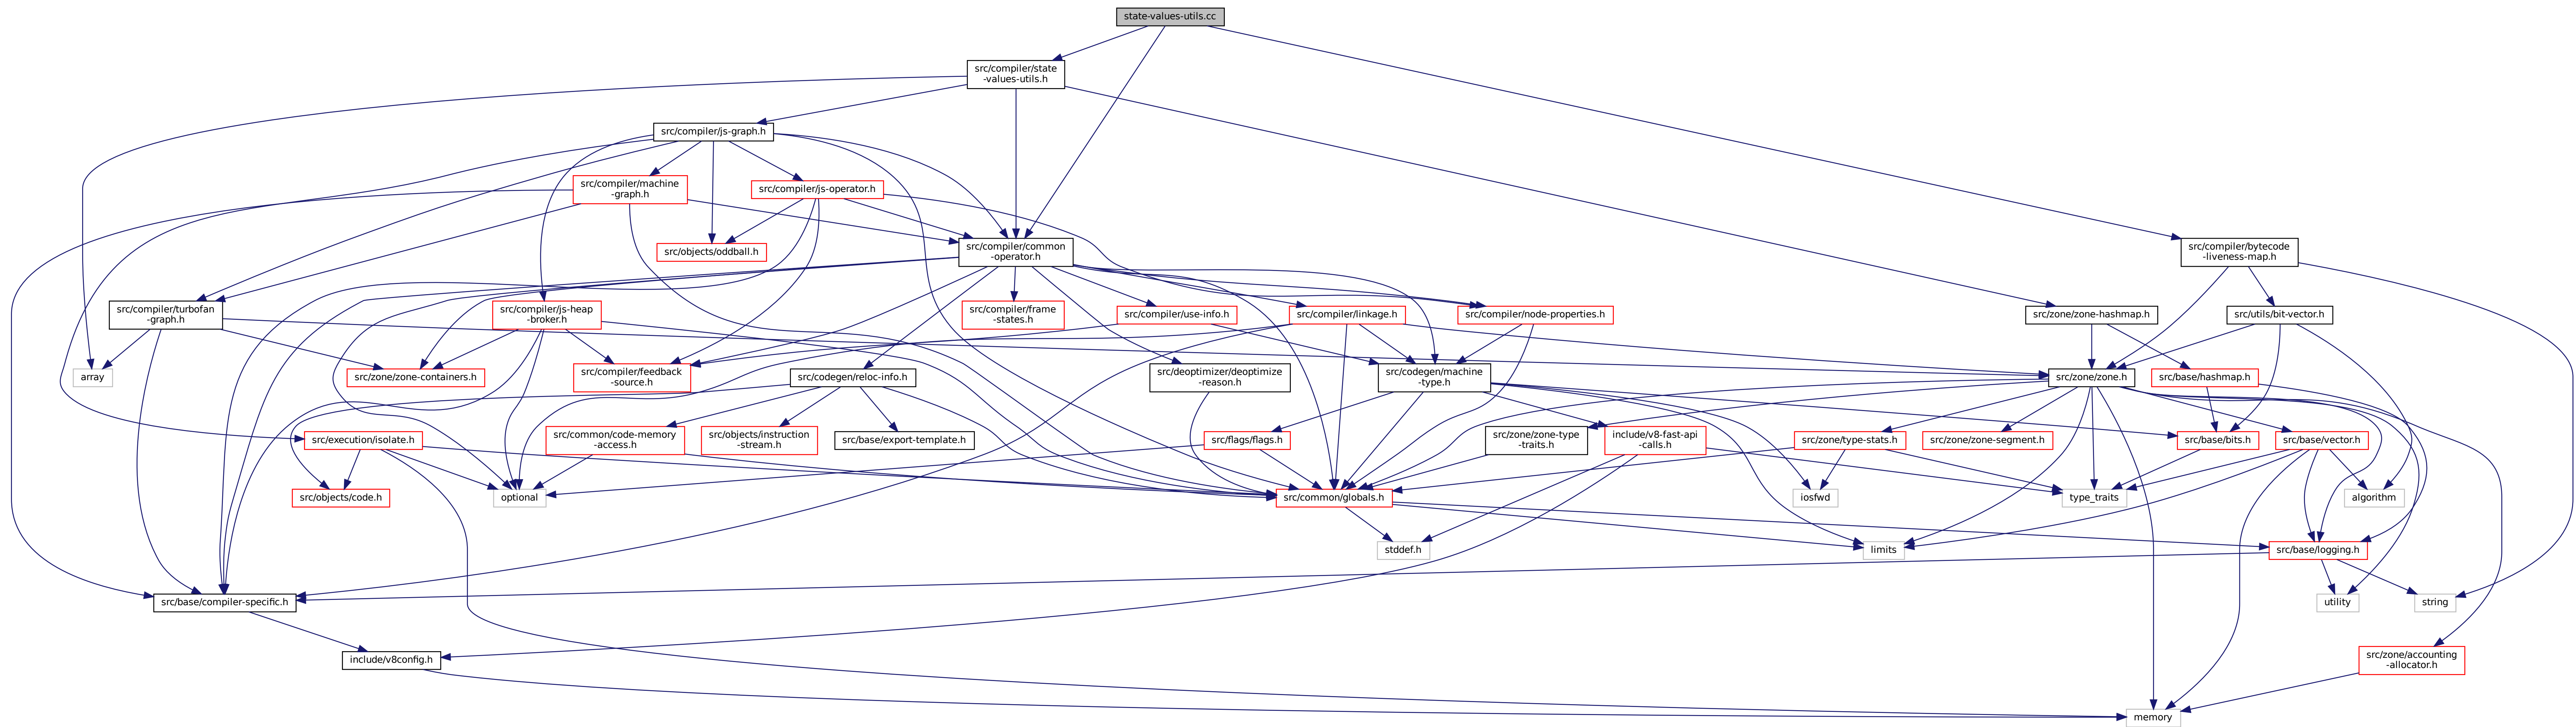 state-values-utils.cc
src/compiler/state
-values-utils.h
src/compiler/js-graph.h
src/compiler/machine
-graph.h
src/compiler/js-operator.h
src/objects/oddball.h
src/compiler/common
-operator.h
src/compiler/bytecode
-liveness-map.h
src/compiler/turbofan
-graph.h
src/compiler/js-heap
-broker.h
src/compiler/frame
-states.h
src/compiler/use-info.h
src/compiler/linkage.h
src/compiler/node-properties.h
src/zone/zone-hashmap.h
src/utils/bit-vector.h
array
src/zone/zone-containers.h
src/compiler/feedback
-source.h
src/codegen/reloc-info.h
src/deoptimizer/deoptimize
-reason.h
src/codegen/machine
-type.h
src/zone/zone.h
src/base/hashmap.h
src/execution/isolate.h
src/common/code-memory
-access.h
src/objects/instruction
-stream.h
src/base/export-template.h
src/flags/flags.h
src/zone/zone-type
-traits.h
include/v8-fast-api
-calls.h
src/zone/type-stats.h
src/zone/zone-segment.h
src/base/bits.h
src/base/vector.h
src/objects/code.h
optional
src/common/globals.h
iosfwd
type_traits
algorithm
stddef.h
limits
src/base/logging.h
src/base/compiler-specific.h
utility
string
include/v8config.h
src/zone/accounting
-allocator.h
memory